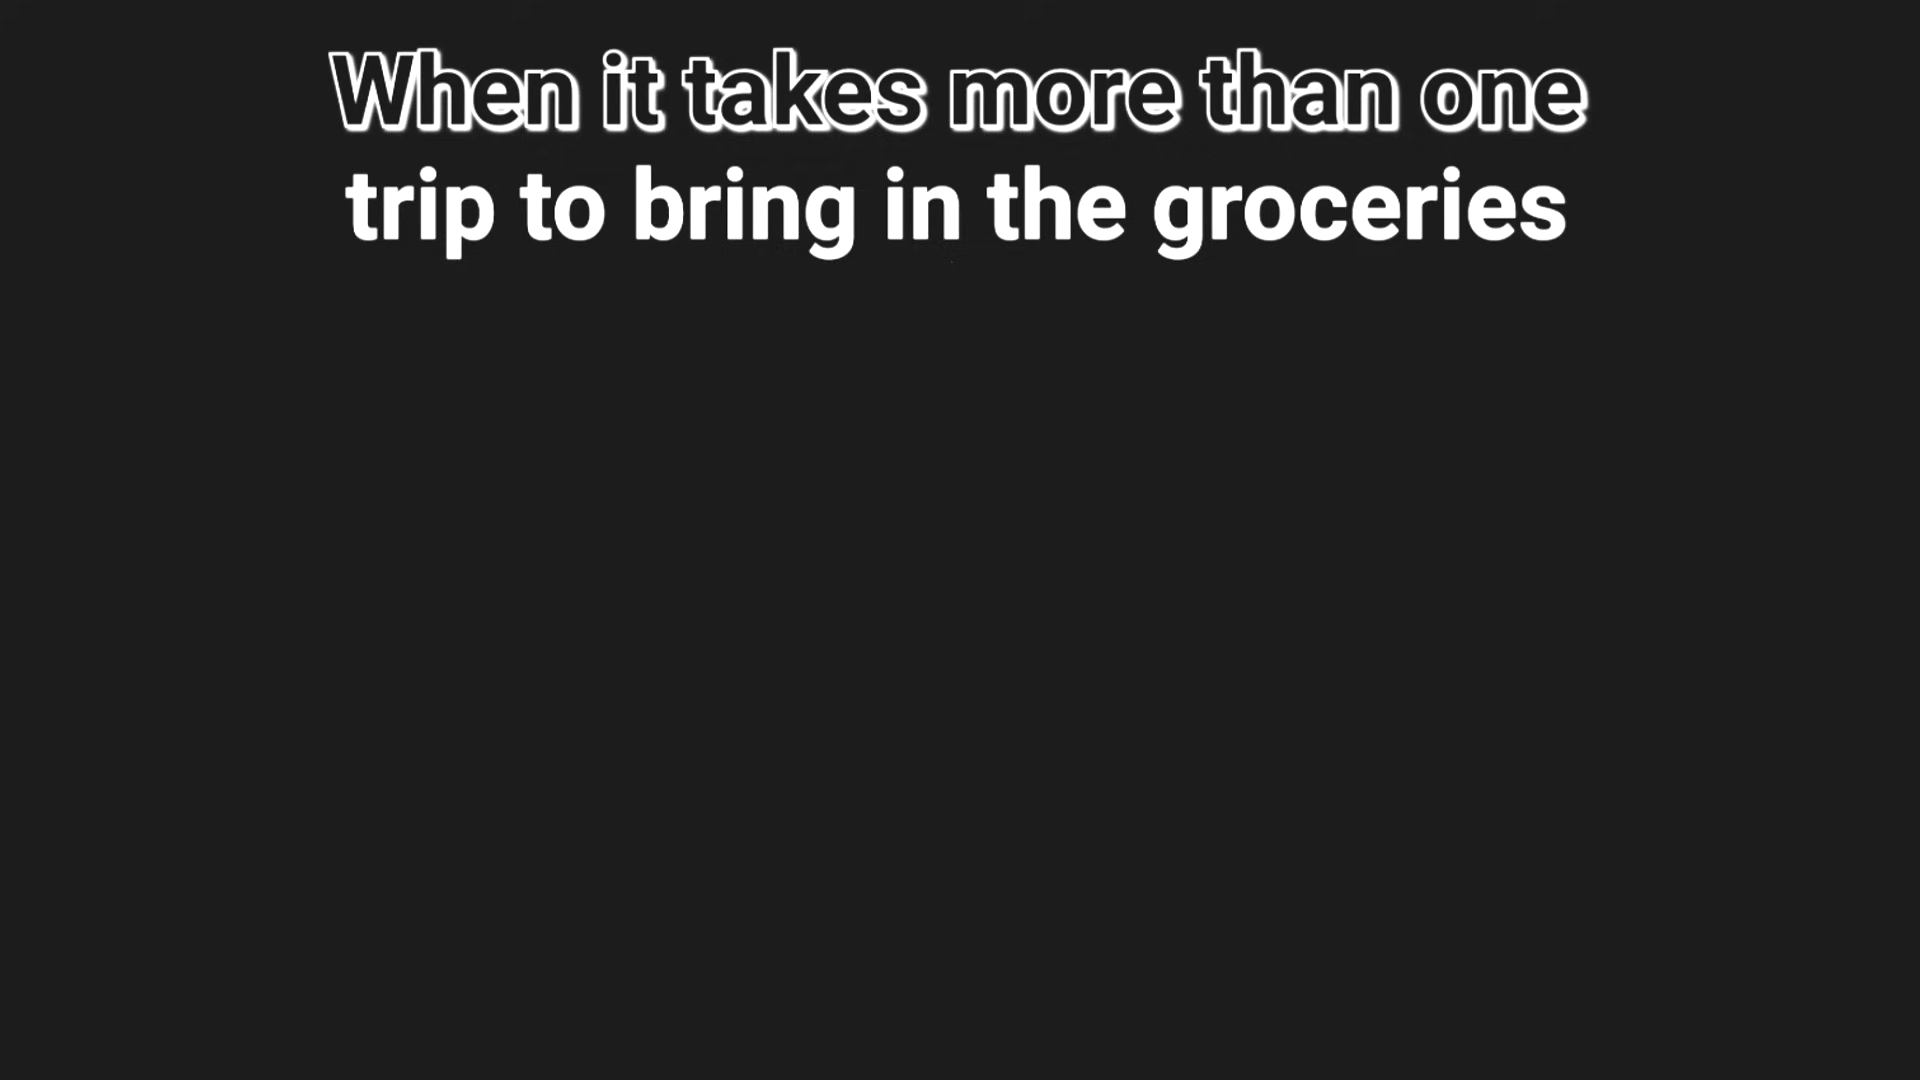 When it takes more than one
trip to bring in the groceries